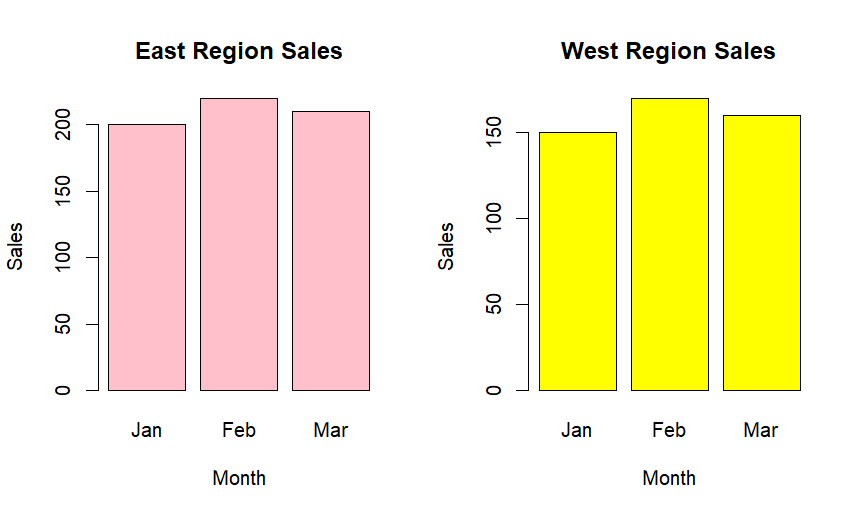 East Region Sales
Sales
200
150
100
50
0
Jan Feb Mar
Month
West Region Sales
Sales
150
100
50
0
Jan Feb Mar
Month